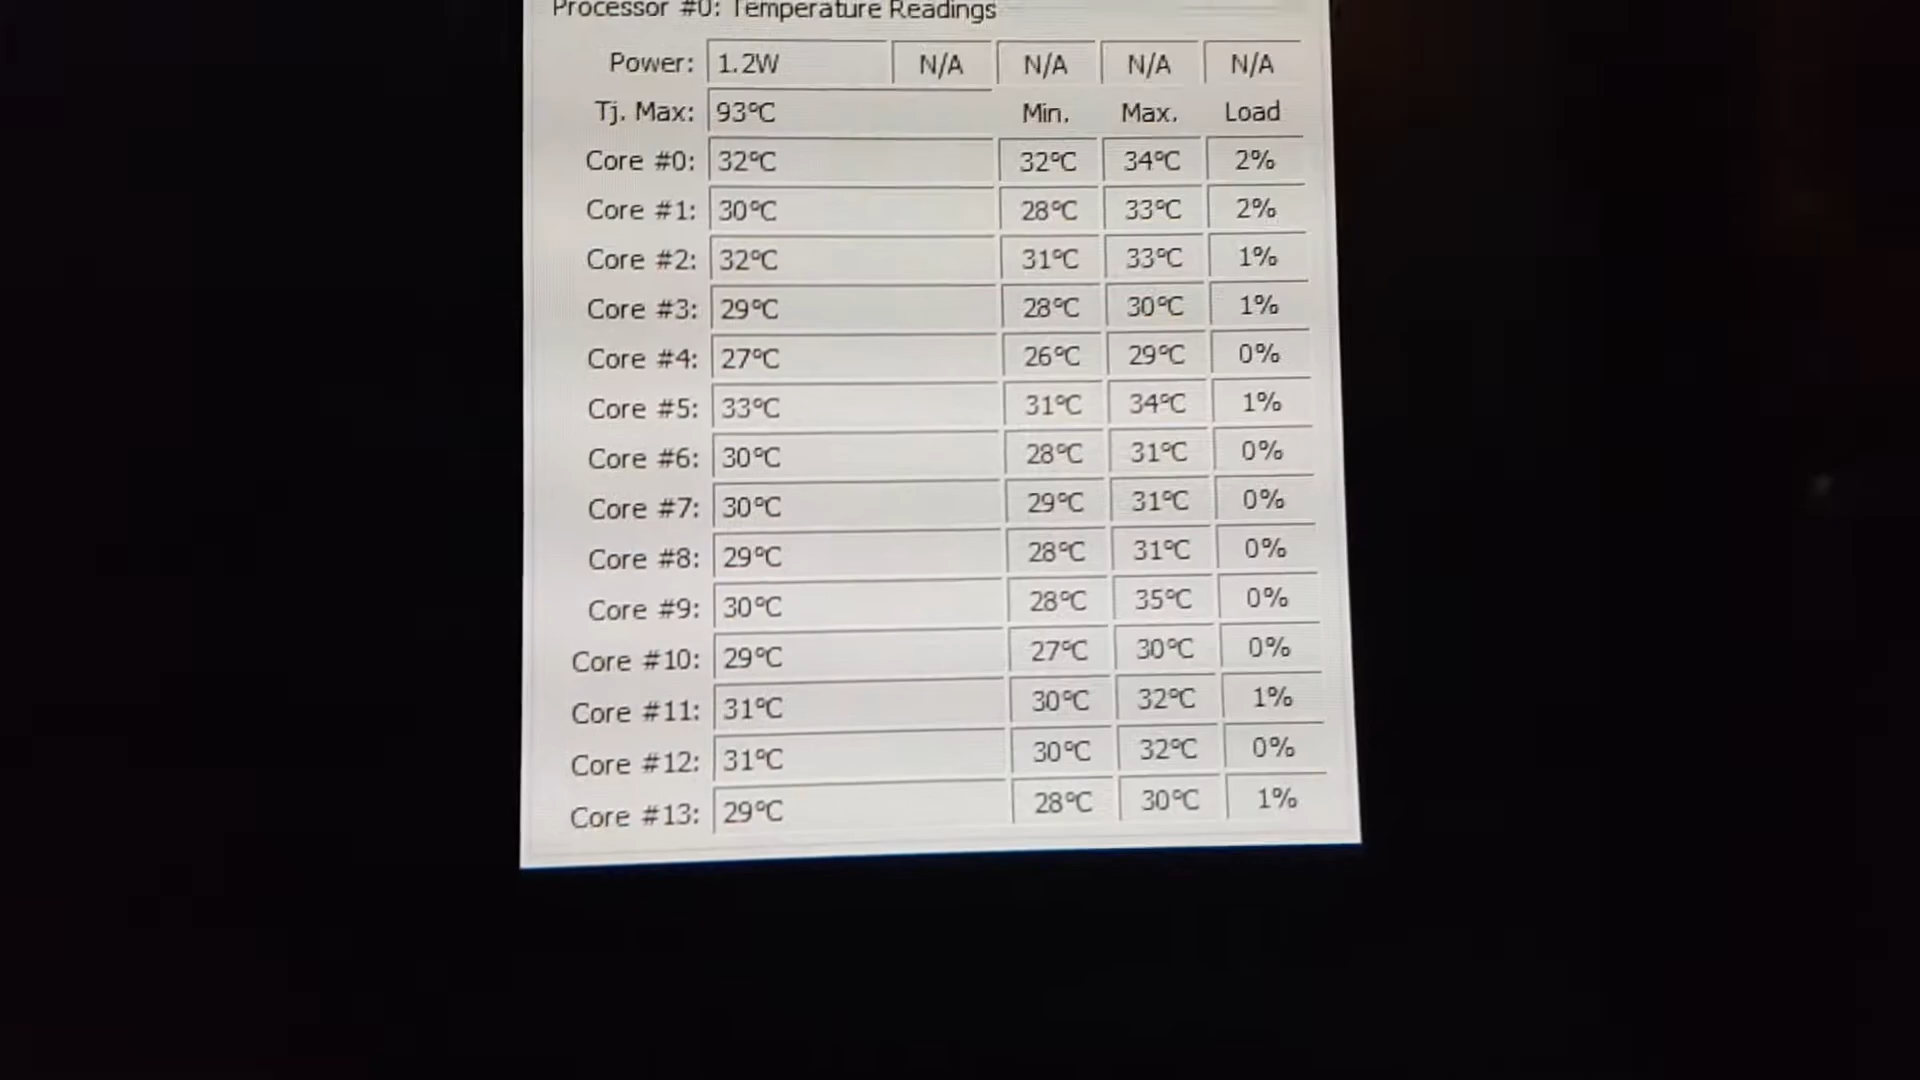 Processor #0: Temperature Readings
Power: 1.2W N/A N/A N/A N/A
Tj. Max: 93°C Min. Max. Load
Core #0: 32°C 32°C 34°C 2%
Core #1: 30°C 28°C 33°C 2%
Core #2: 32°C 31°C 33°C 1%
Core #3: 29°C 28°C 30°C 1%
Core #4: 27°C 26°C 29°C 0%
Core #5: 33°C 31°C 34°C 1%
Core #6: 30°C 28°C 31°C 0%
Core #7: 30°C 29°C 31°C 0%
Core #8: 29°C 28°C 31°C 0%
Core #9: 30°C 28°C 35°C 0%
Core #10: 29°C 27°C 30°C 0%
Core #11: 31°C 30°C 32°C 1%
Core #12: 31°C 30°C 32°C 0%
Core #13: 29°C 28°C 30°C 1%